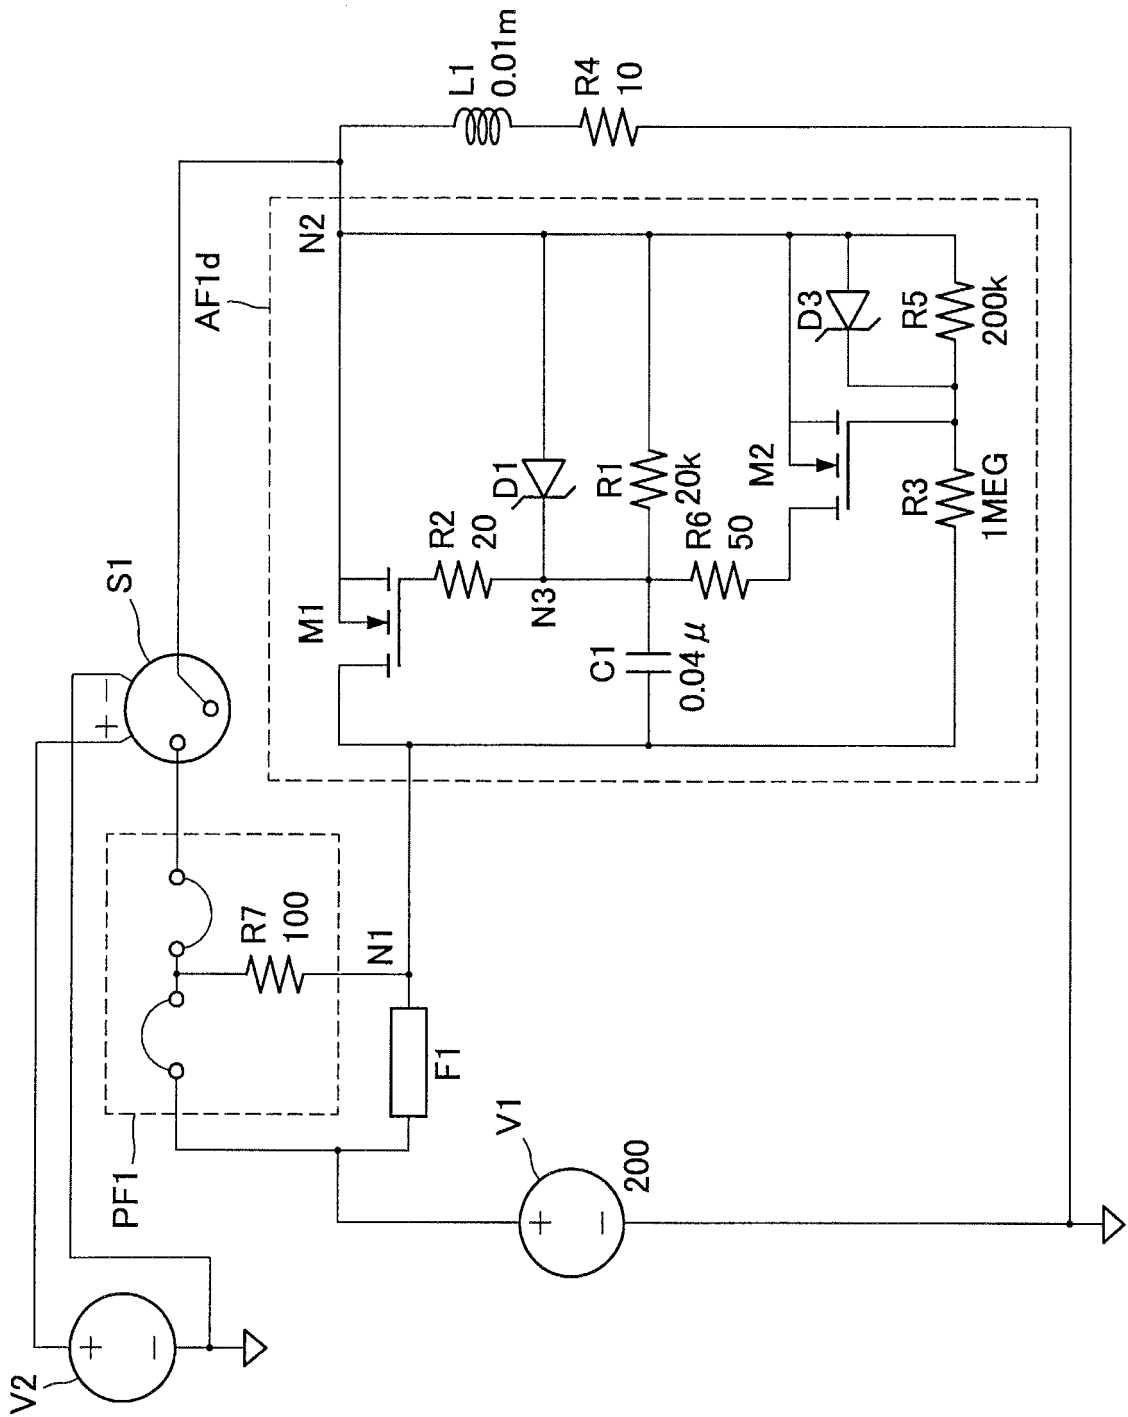 V2
+
−
PF1
R7
100
N1
F1
V1
+
−
200
S1
+
−
AF1d
N2
M1
R2
20
D1
N3
R1
20k
C1
0.04μ
R6
50
M2
D3
R5
200k
R3
1MEG
L1
0.01m
R4
10